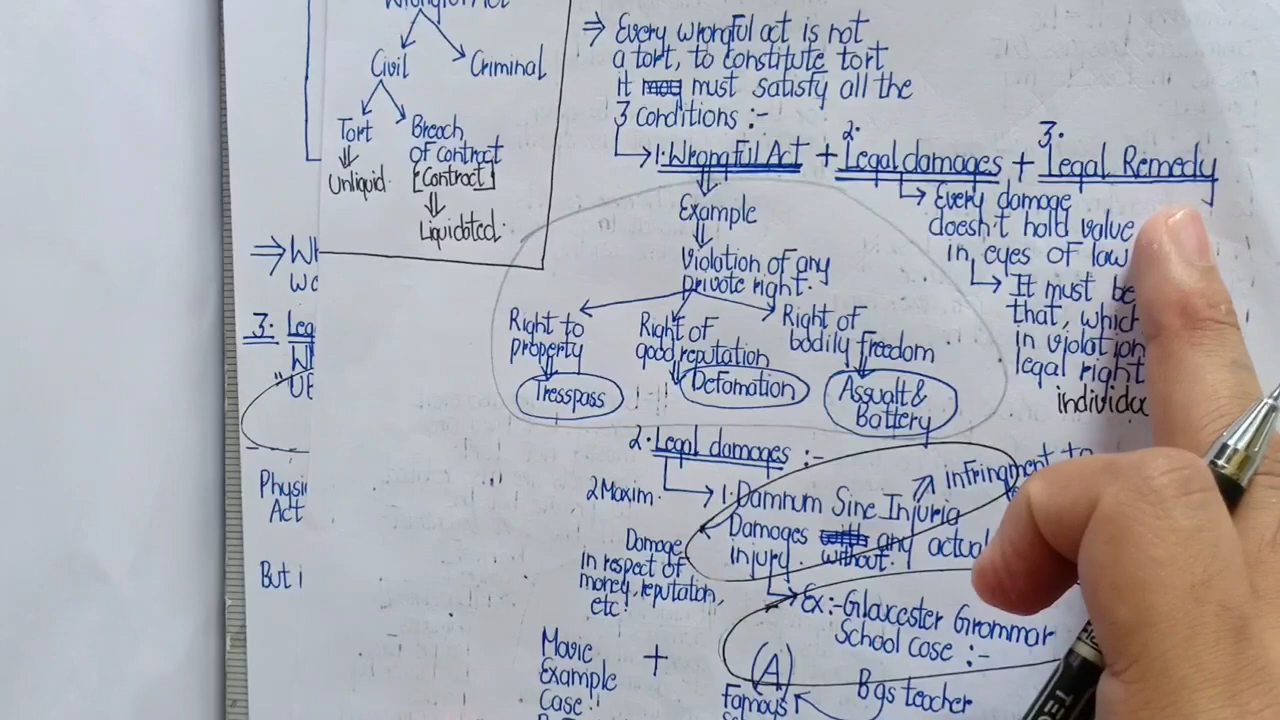 Wrongful Act
Civil
Criminal
Tort
Breach
of contract
[Contract]
Unliquid.
Liquidated.
⇒ Every wrongful act is not
a tort, to constitute tort
it must satisfy all the
3 conditions :-
1. Wrongful Act + 2. Legal damages + 3. Legal Remedy
Example
Violation of any
private right.
Right to
property
Tresspass
Right of
good reputation
Defamation
Right of
bodily freedom
Assualt &
Battery
Every damage
doesn't hold value
in eyes of law
It must be
that, which
in violation
legal right
⇒ Wh
3. Leg
Physi
Act
But i
2. Legal damages :-
2 Maxim.
1. Damnum Sine Injuria
infringment to
Damages any actual
injury. without.
Damage
in respect of
money, reputation,
etc.
Ex:- Gloucester Grammar
School case :-
Movie
Example
Case !!
+
(A)
Famous
Bgs teacher